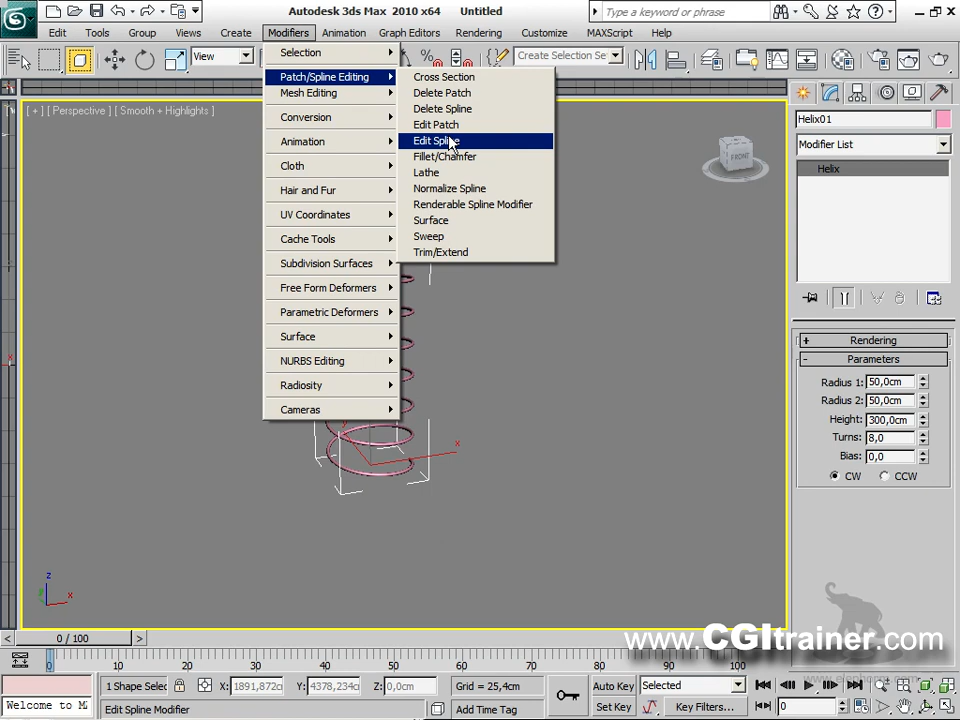 Autodesk 3ds Max 2010 x64 Untitled
Type a keyword or phrase
Edit Tools Group Views Create Modifiers Animation Graph Editors Rendering Customize MAXScript Help
View
Create Selection Se
Selection
Patch/Spline Editing
Mesh Editing
Conversion
Animation
Cloth
Hair and Fur
UV Coordinates
Cache Tools
Subdivision Surfaces
Free Form Deformers
Parametric Deformers
Surface
NURBS Editing
Radiosity
Cameras
Cross Section
Delete Patch
Delete Spline
Edit Patch
Edit Spline
Fillet/Chamfer
Lathe
Normalize Spline
Renderable Spline Modifier
Surface
Sweep
Trim/Extend
[ + ] [ Perspective ] [ Smooth + Highlights ]
FRONT
x
z
x
Helix01
Modifier List
Helix
+ Rendering
- Parameters
Radius 1: 50,0cm
Radius 2: 50,0cm
Height: 300,0cm
Turns: 8,0
Bias: 0,0
CW CCW
www.CGItrainer.com
< 0 / 100 >
0 10 20 30 40 50 60 70 80 90 100
1 Shape Selec X: 1891,872c Y: 4378,234c Z: 0,0cm Grid = 25,4cm Auto Key Selected
Welcome to M Edit Spline Modifier Add Time Tag Set Key Key Filters... 0